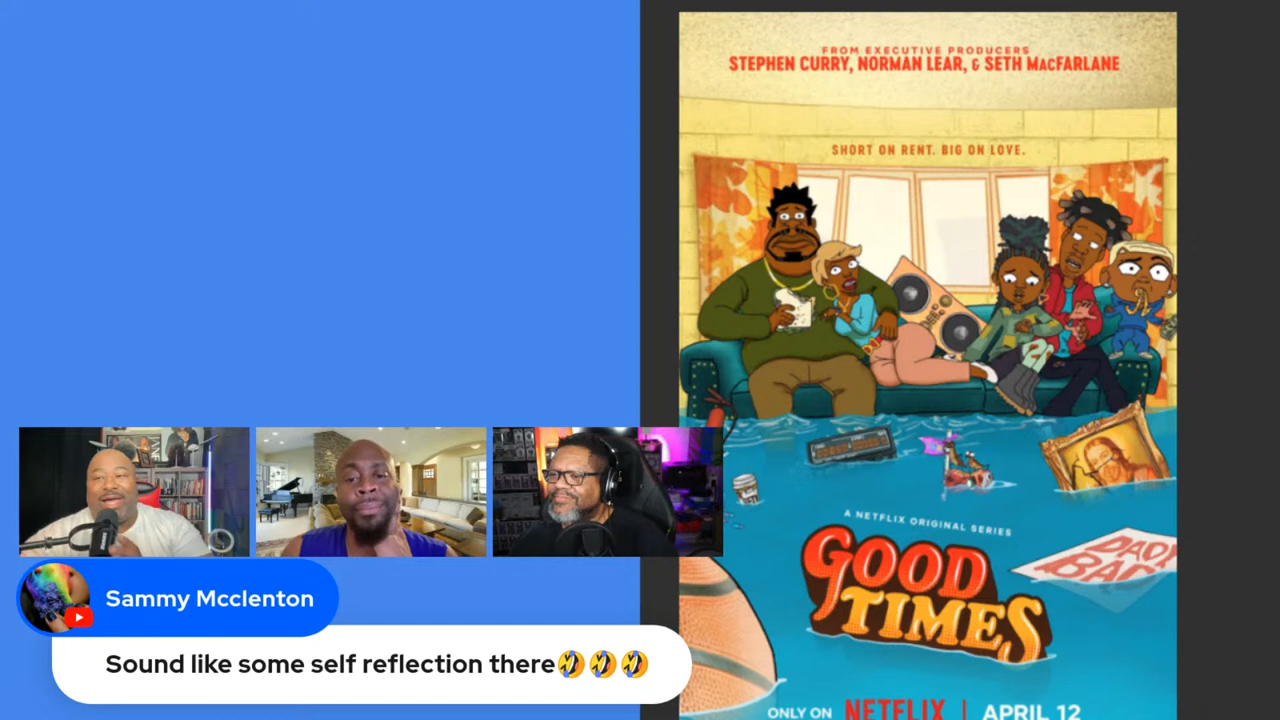 FROM EXECUTIVE PRODUCERS
STEPHEN CURRY, NORMAN LEAR, & SETH MACFARLANE
SHORT ON RENT. BIG ON LOVE.
A NETFLIX ORIGINAL SERIES
GOOD
TIMES
ONLY ON NETFLIX | APRIL 12
Sammy Mcclenton
Sound like some self reflection there🤣🤣🤣